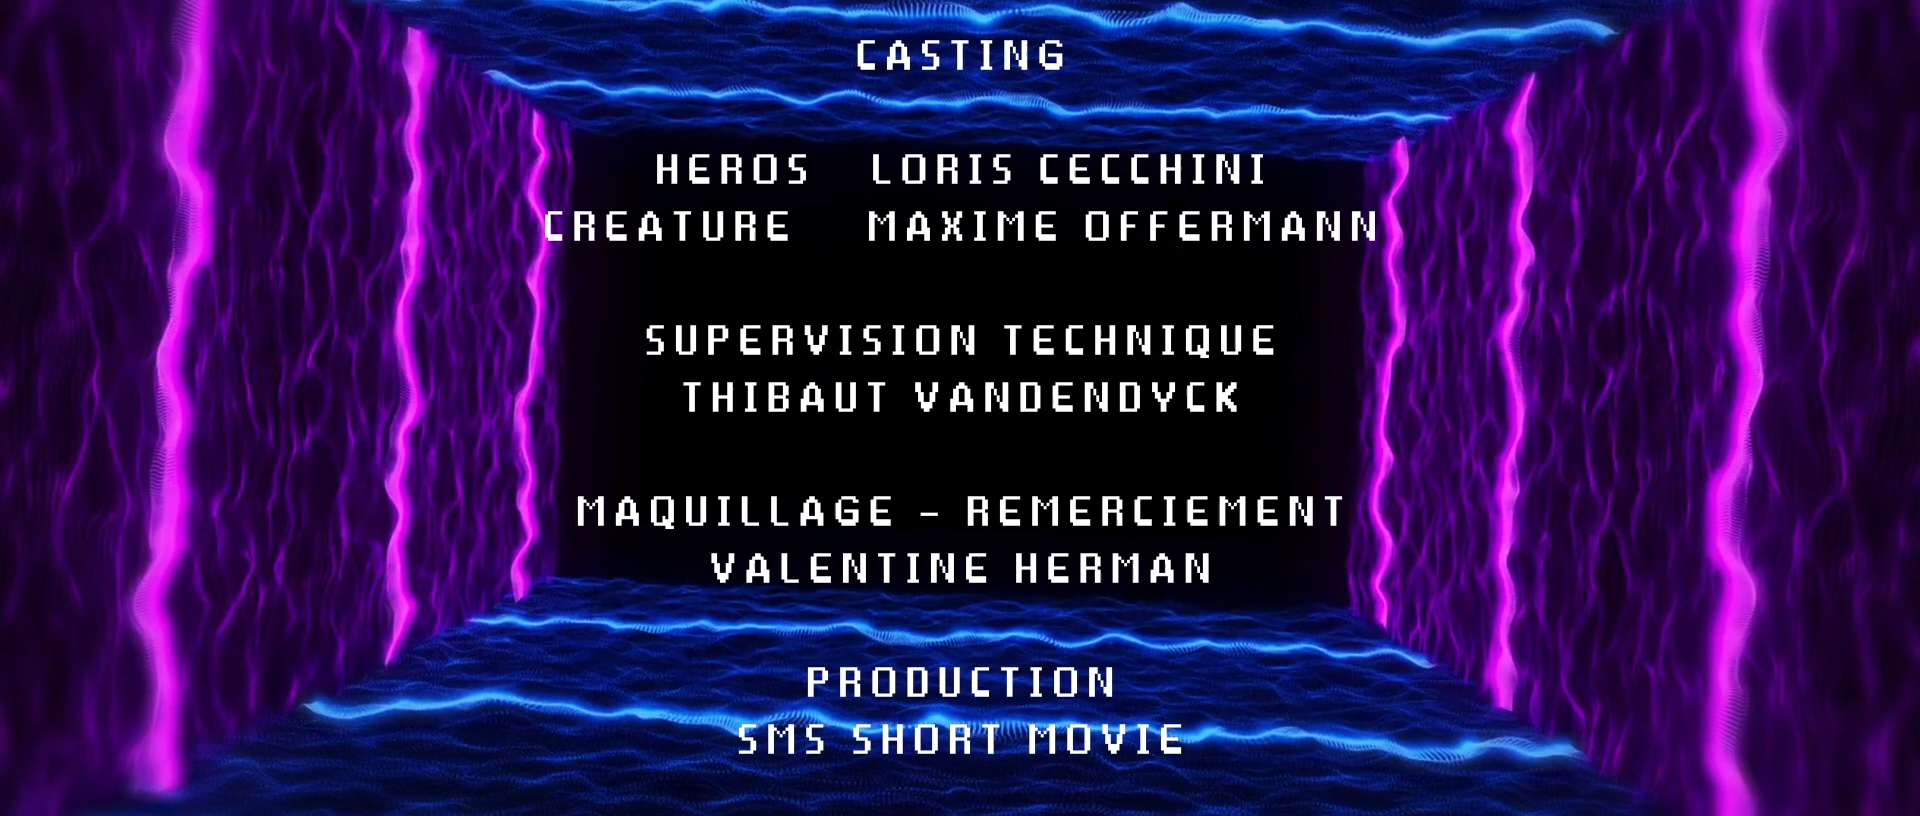 CASTING
HEROS LORIS CECCHINI
CREATURE MAXIME OFFERMANN
SUPERVISION TECHNIQUE
THIBAUT VANDENDYCK
MAQUILLAGE - REMERCIEMENT
VALENTINE HERMAN
PRODUCTION
SMS SHORT MOVIE